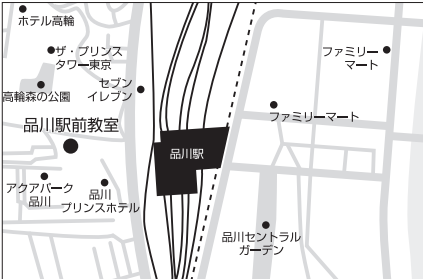 ホテル高輪
ザ・プリンス
タワー東京
セブン
イレブン
高輪森の公園
品川駅前教室
アクアパーク
品川
品川
プリンスホテル
品川駅
ファミリー
マート
ファミリーマート
品川セントラル
ガーデン